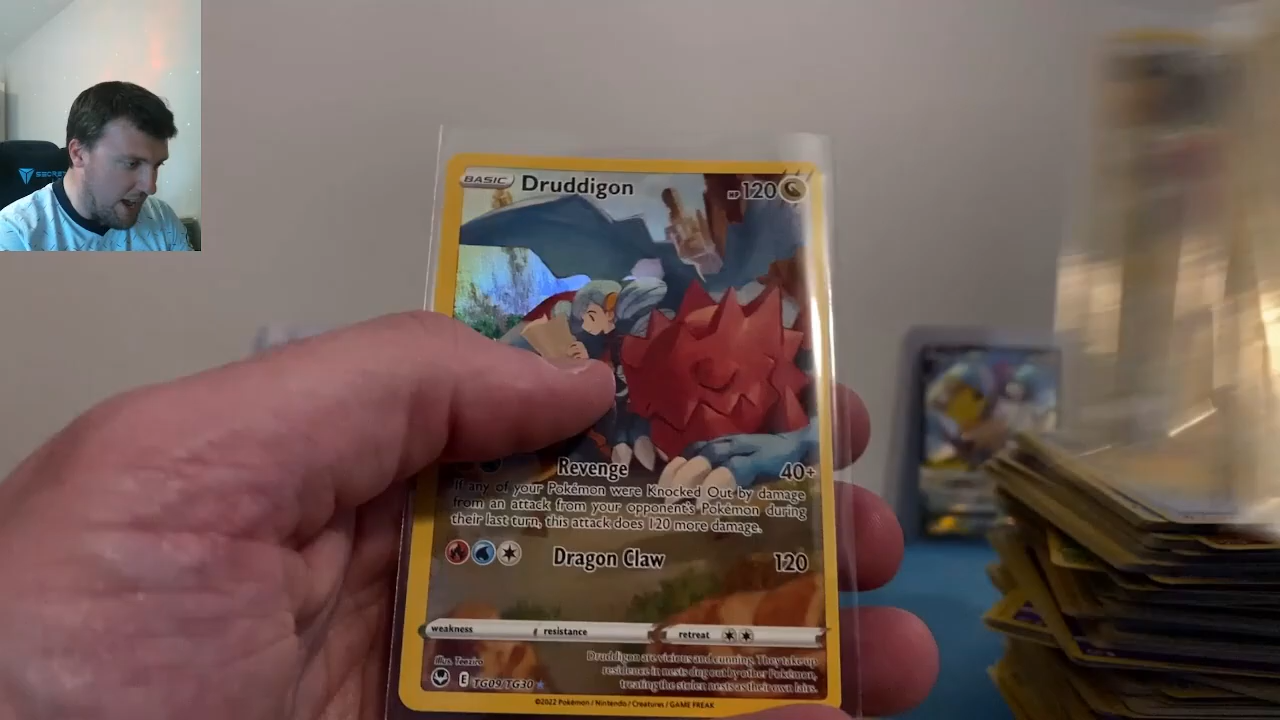 SECRET
BASIC Druddigon HP 120
Revenge 40+
If any of your Pokémon were Knocked Out by damage
from an attack from your opponent's Pokémon during
their last turn, this attack does 120 more damage.
Dragon Claw 120
weakness resistance retreat
Druddigon are vicious and cunning. They take up
residence in nests dug out by other Pokémon,
treating the stolen nests as their own lairs.
Illus. Teeziro
E TG09/TG30
©2022 Pokémon / Nintendo / Creatures / GAME FREAK